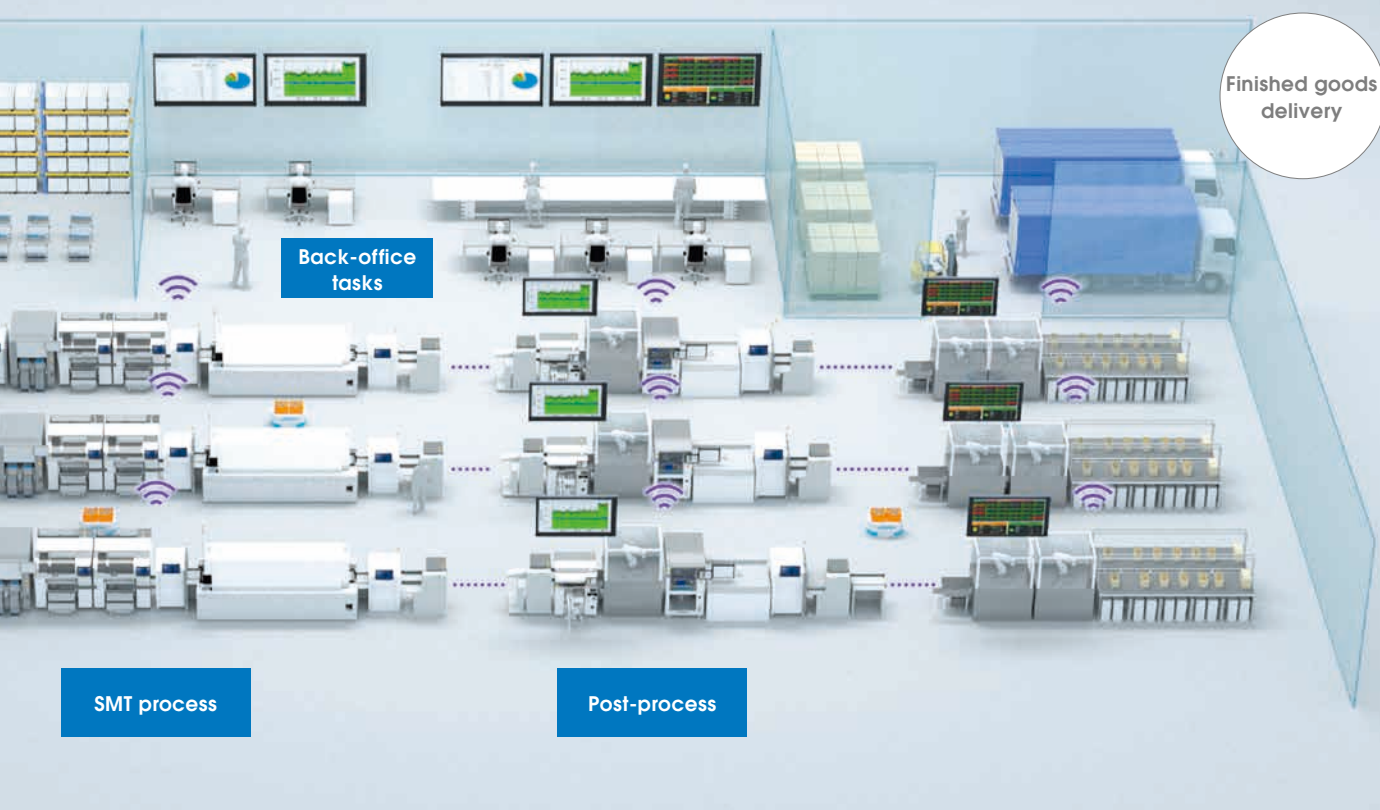 Finished goods
delivery
Back-office
tasks
SMT process
Post-process